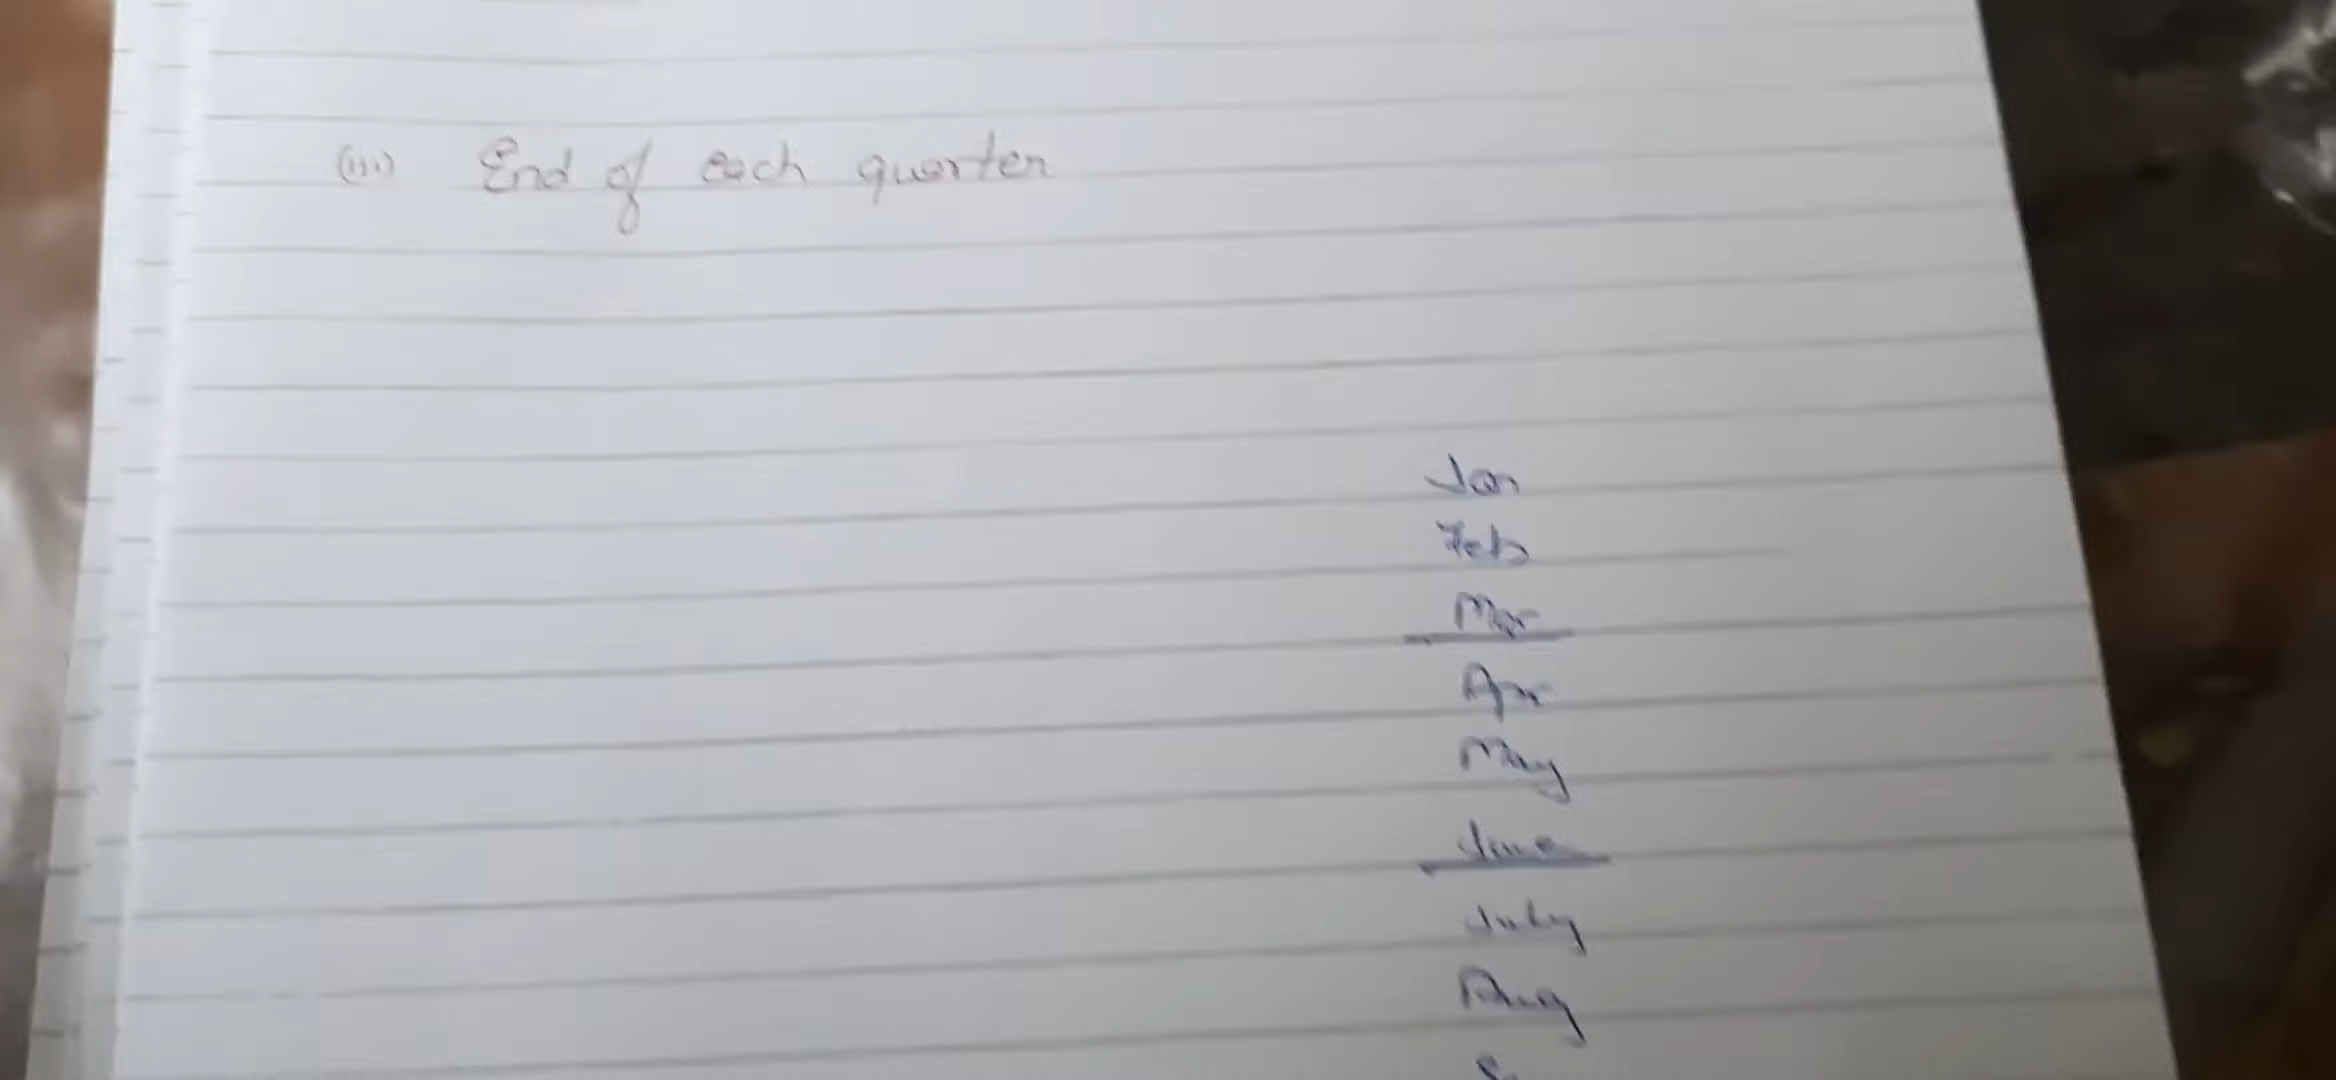 (iii) End of each quarter
Jan
Feb
Mar
Apr
May
June
July
Aug